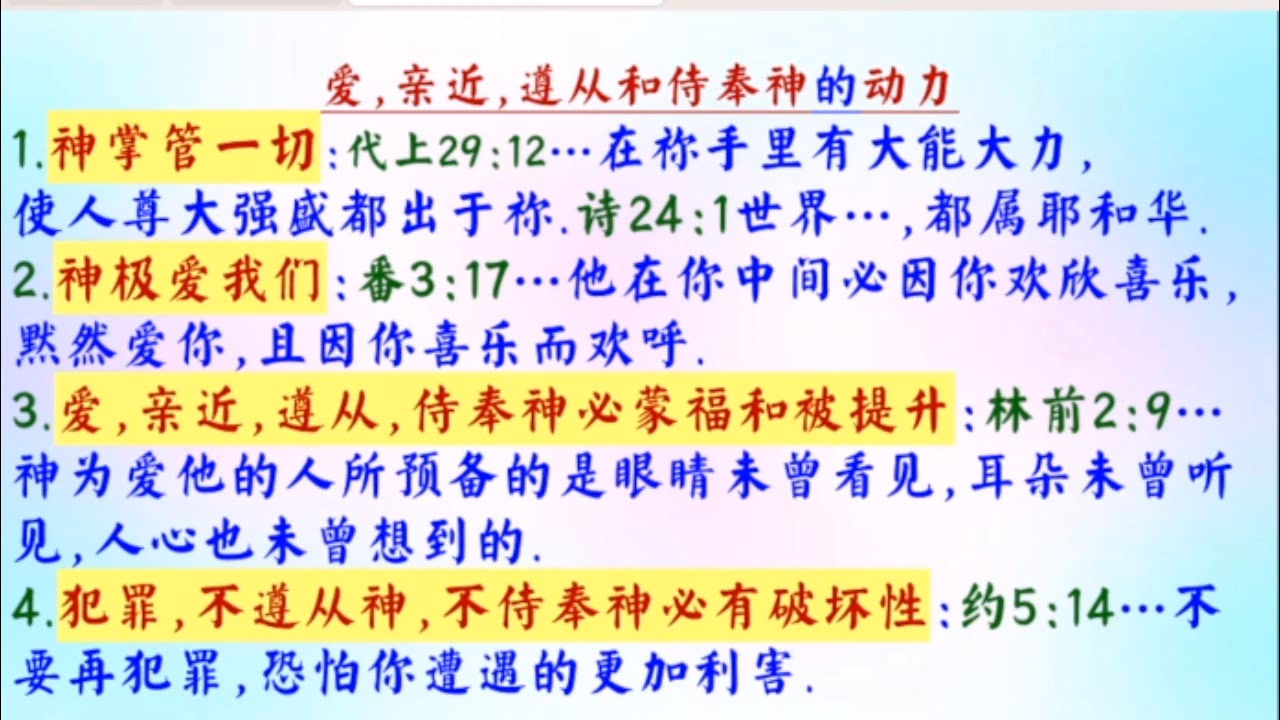 爱,亲近,遵从和侍奉神的动力
1.神掌管一切:代上29:12…在祢手里有大能大力,
使人尊大强盛都出于祢.诗24:1世界…,都属耶和华.
2.神极爱我们:番3:17…他在你中间必因你欢欣喜乐,
默然爱你,且因你喜乐而欢呼.
3.爱,亲近,遵从,侍奉神必蒙福和被提升:林前2:9…
神为爱他的人所预备的是眼睛未曾看见,耳朵未曾听
见,人心也未曾想到的.
4.犯罪,不遵从神,不侍奉神必有破坏性:约5:14…不
要再犯罪,恐怕你遭遇的更加利害.